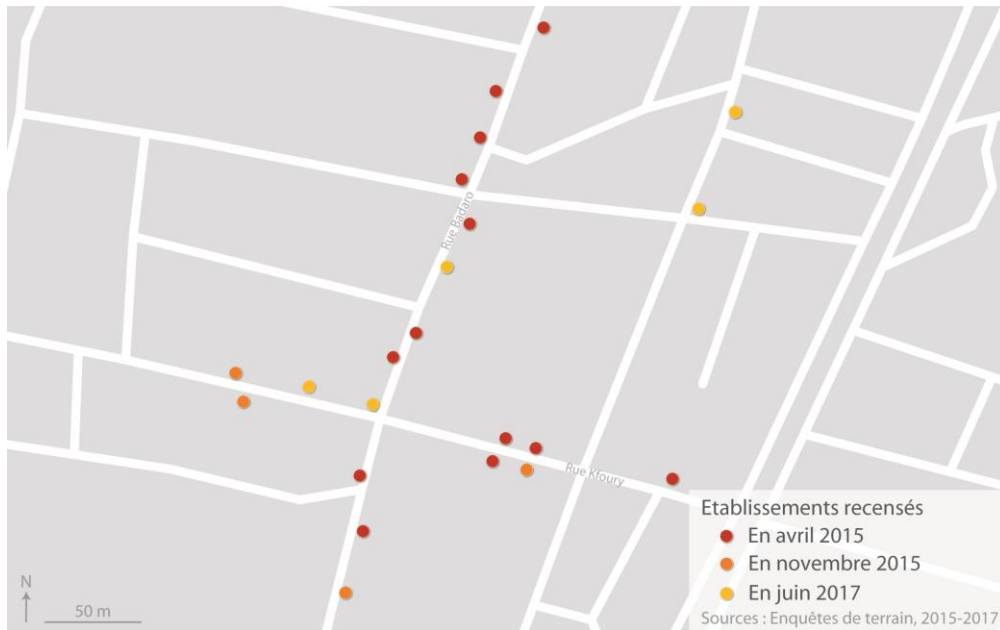 Rue Badaro
Rue Kfoury
Etablissements recensés
En avril 2015
En novembre 2015
En juin 2017
N
50 m
Sources : Enquêtes de terrain, 2015-2017